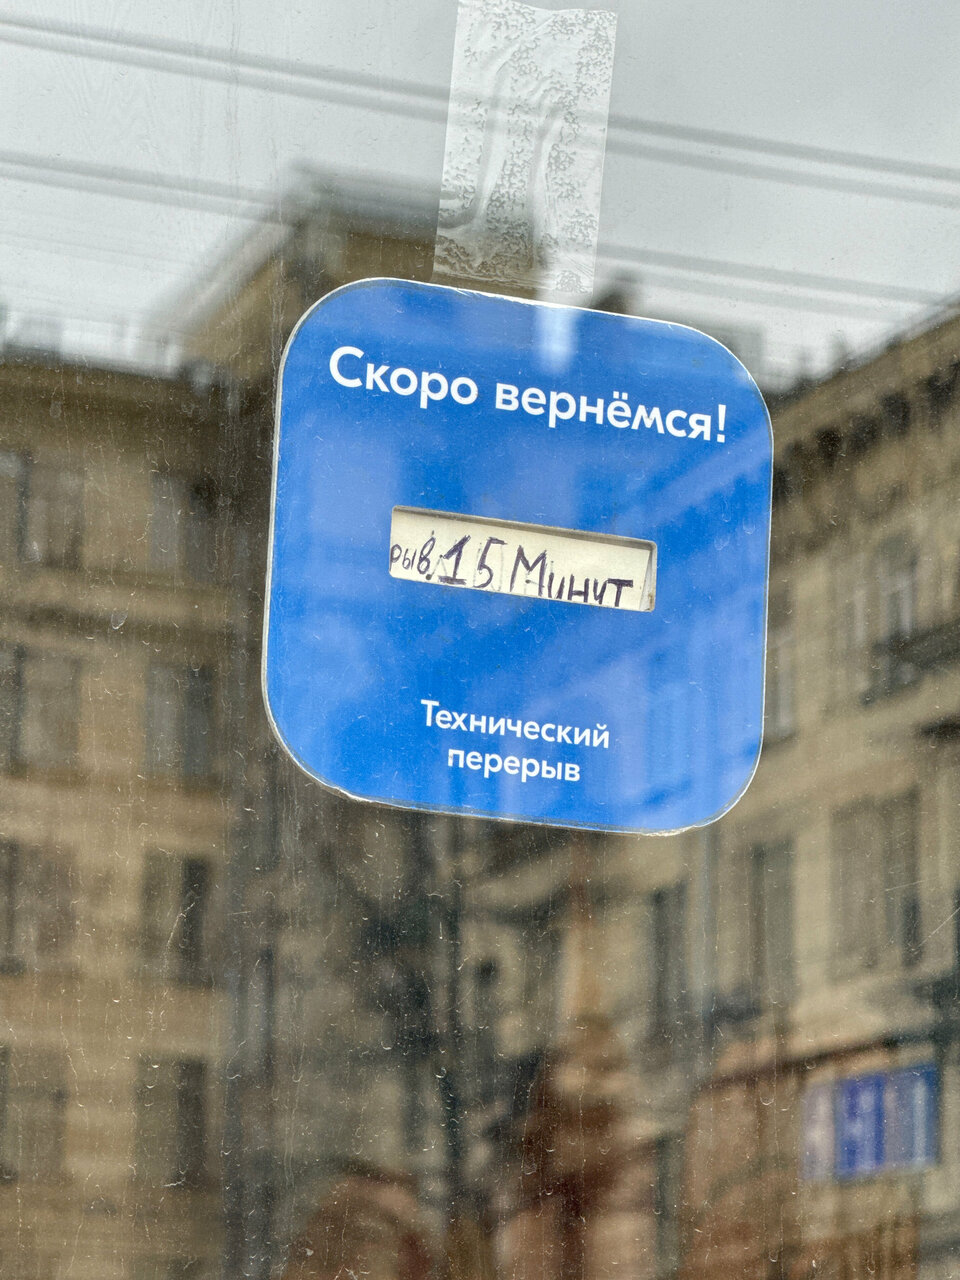 Скоро вернёмся!
рыв. 15 Минут
Технический
перерыв